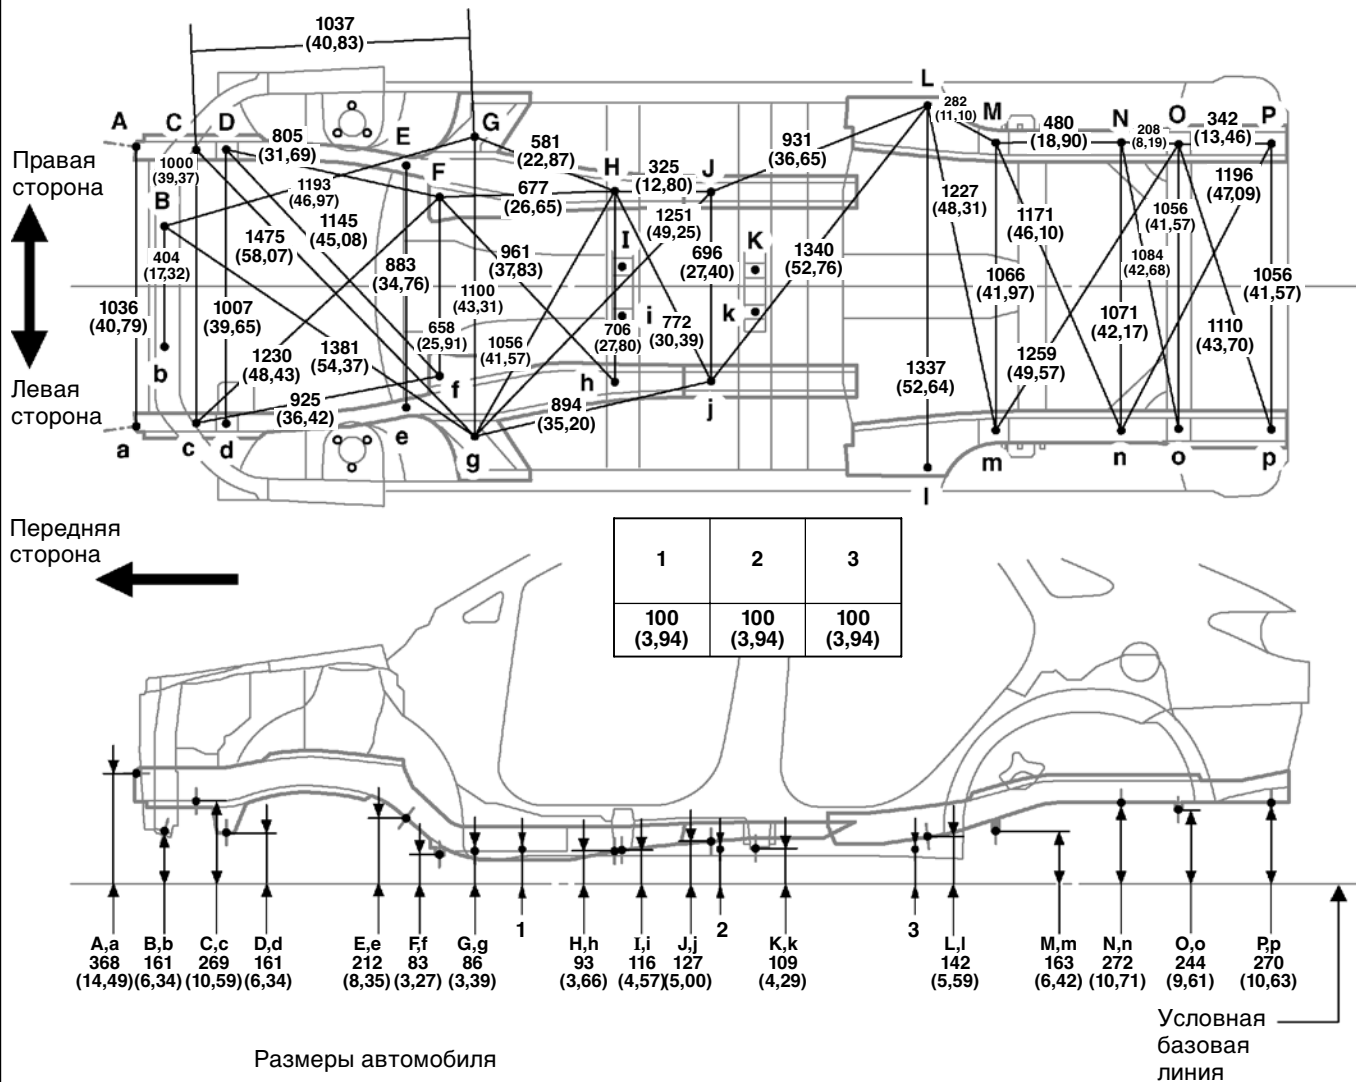 1037
(40,83)
A
C
D
805
(31,69)
E
G
581
(22,87)
H
325
(12,80)
J
931
(36,65)
L
282
(11,10)
M
480
(18,90)
N
208
(8,19)
O
342
(13,46)
P
Правая
сторона
1000
(39,37)
B
1193
(46,97)
F
677
(26,65)
1251
(49,25)
1227
(48,31)
1171
(46,10)
1196
(47,09)
1145
(45,08)
1475
(58,07)
404
(17,32)
883
(34,76)
961
(37,83)
I
696
(27,40)
K
1340
(52,76)
1056
(41,57)
1084
(42,68)
1036
(40,79)
1007
(39,65)
1100
(43,31)
1066
(41,97)
1056
(41,57)
658
(25,91)
706
(27,80)
i
772
(30,39)
k
1071
(42,17)
1110
(43,70)
1230
(48,43)
1381
(54,37)
1056
(41,57)
1259
(49,57)
1337
(52,64)
Левая
сторона
b
925
(36,42)
f
h
894
(35,20)
j
a
c
d
e
g
l
m
n
o
p
Передняя
сторона
1 2 3
100 100 100
(3,94) (3,94) (3,94)
1
2
3
A,a B,b C,c D,d E,e F,f G,g H,h I,i J,j K,k L,l M,m N,n O,o P,p
368 161 269 161 212 83 86 93 116 127 109 142 163 272 244 270
(14,49) (6,34) (10,59) (6,34) (8,35) (3,27) (3,39) (3,66) (4,57) (5,00) (4,29) (5,59) (6,42) (10,71) (9,61) (10,63)
Условная
базовая
линия
Размеры автомобиля